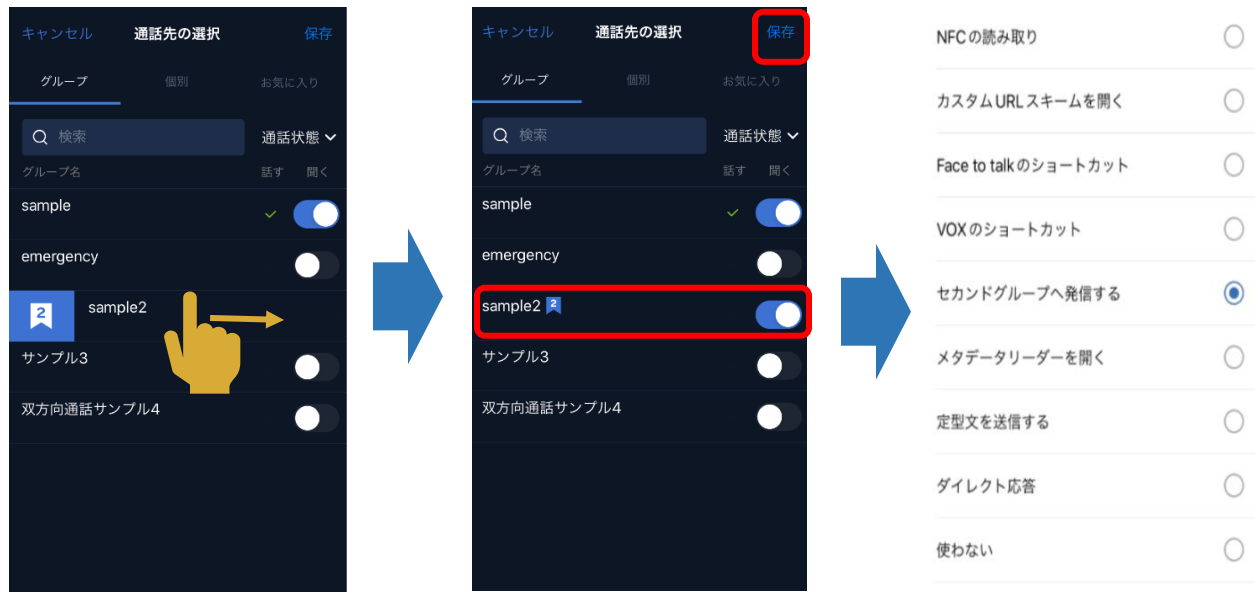 キャンセル 通話先の選択 保存
グループ 個別 お気に入り
検索 通話状態
グループ名 話す 聞く
sample
emergency
2 sample2
サンプル3
双方向通話サンプル4
キャンセル 通話先の選択 保存
グループ 個別 お気に入り
検索 通話状態
グループ名 話す 聞く
sample
emergency
sample2 2
サンプル3
双方向通話サンプル4
NFCの読み取り
カスタムURLスキームを開く
Face to talkのショートカット
VOXのショートカット
セカンドグループへ発信する
メタデータリーダーを開く
定型文を送信する
ダイレクト応答
使わない